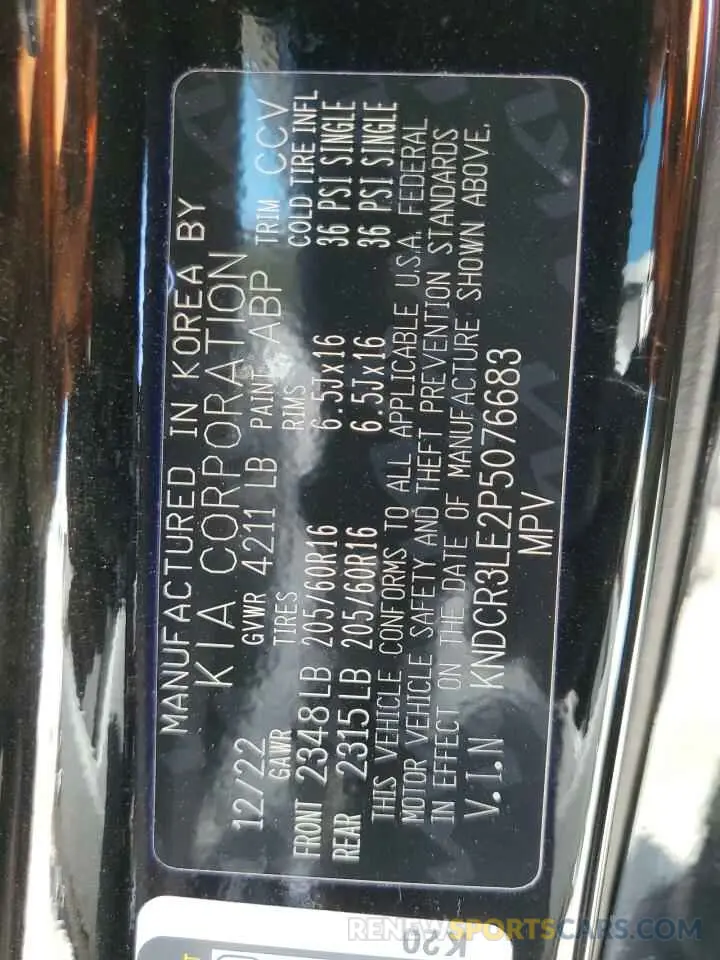 MANUFACTURED IN KOREA BY
KIA CORPORATION
12/22 GVWR 4211 LB PAINT ABP TRIM CCV
GAWR TIRES RIMS COLD TIRE INFL
FRONT 2348LB 205/60R16 6.5Jx16 36 PSI SINGLE
REAR 2315LB 205/60R16 6.5Jx16 36 PSI SINGLE
THIS VEHICLE CONFORMS TO ALL APPLICABLE U.S.A. FEDERAL
MOTOR VEHICLE SAFETY AND THEFT PREVENTION STANDARDS
IN EFFECT ON THE DATE OF MANUFACTURE SHOWN ABOVE.
V.I.N KNDCR3LE2P5076683
MPV
K20
RENEWSPORTSCARS.COM